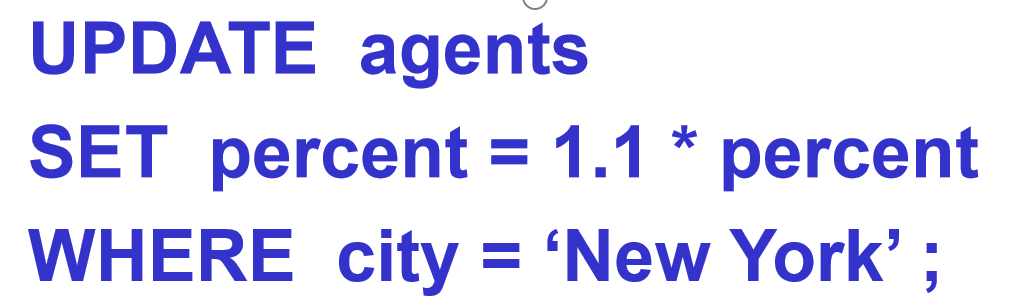 UPDATE agents
SET percent = 1.1 * percent
WHERE city = ‘New York’ ;